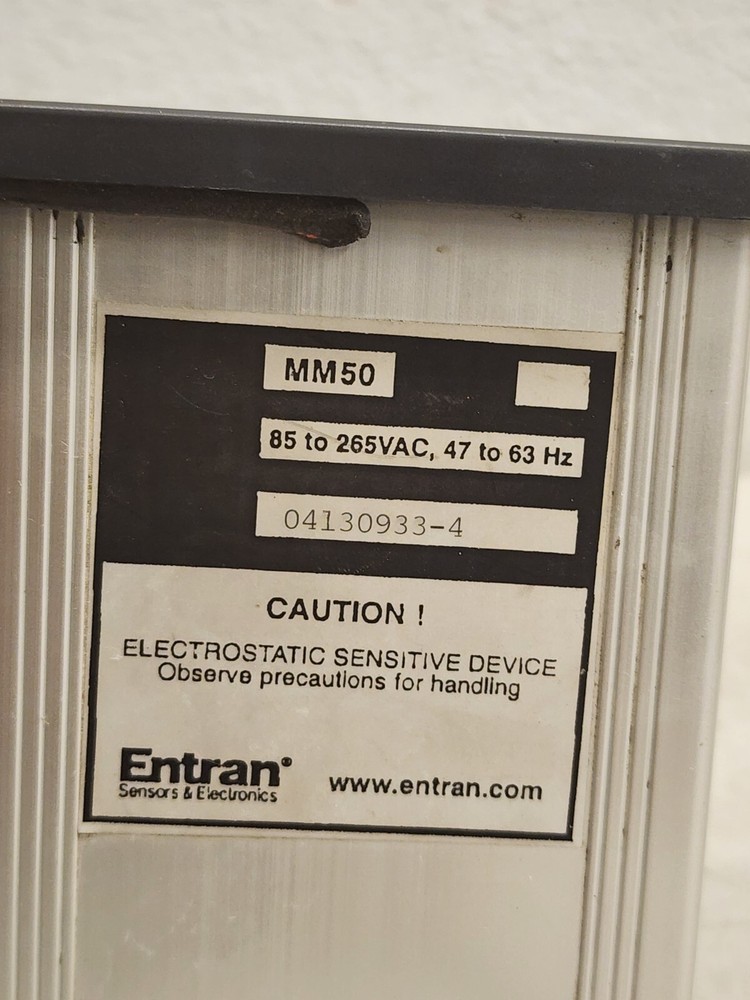 MM50
85 to 265VAC, 47 to 63 Hz
04130933-4
CAUTION !
ELECTROSTATIC SENSITIVE DEVICE
Observe precautions for handling
Entran®
Sensors & Electronics
www.entran.com